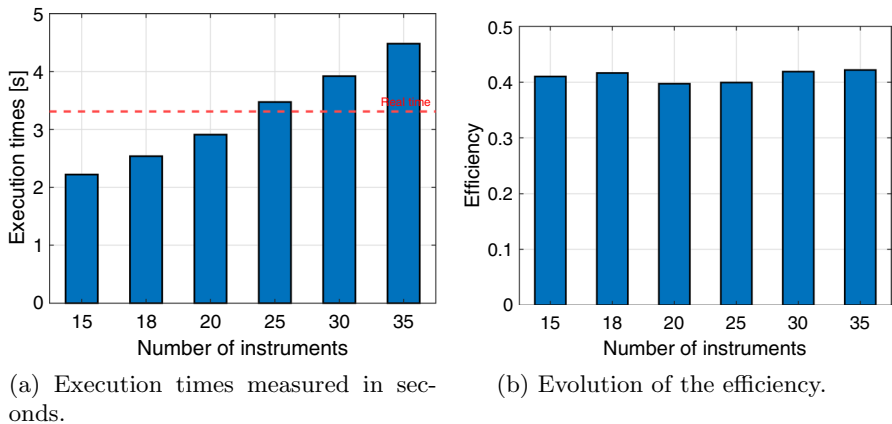 5
4
3
2
1
0
Execution times [s]
Real time
15 18 20 25 30 35
Number of instruments
(a) Execution times measured in sec-
onds.
0.5
0.4
0.3
0.2
0.1
0
Efficiency
15 18 20 25 30 35
Number of instruments
(b) Evolution of the efficiency.